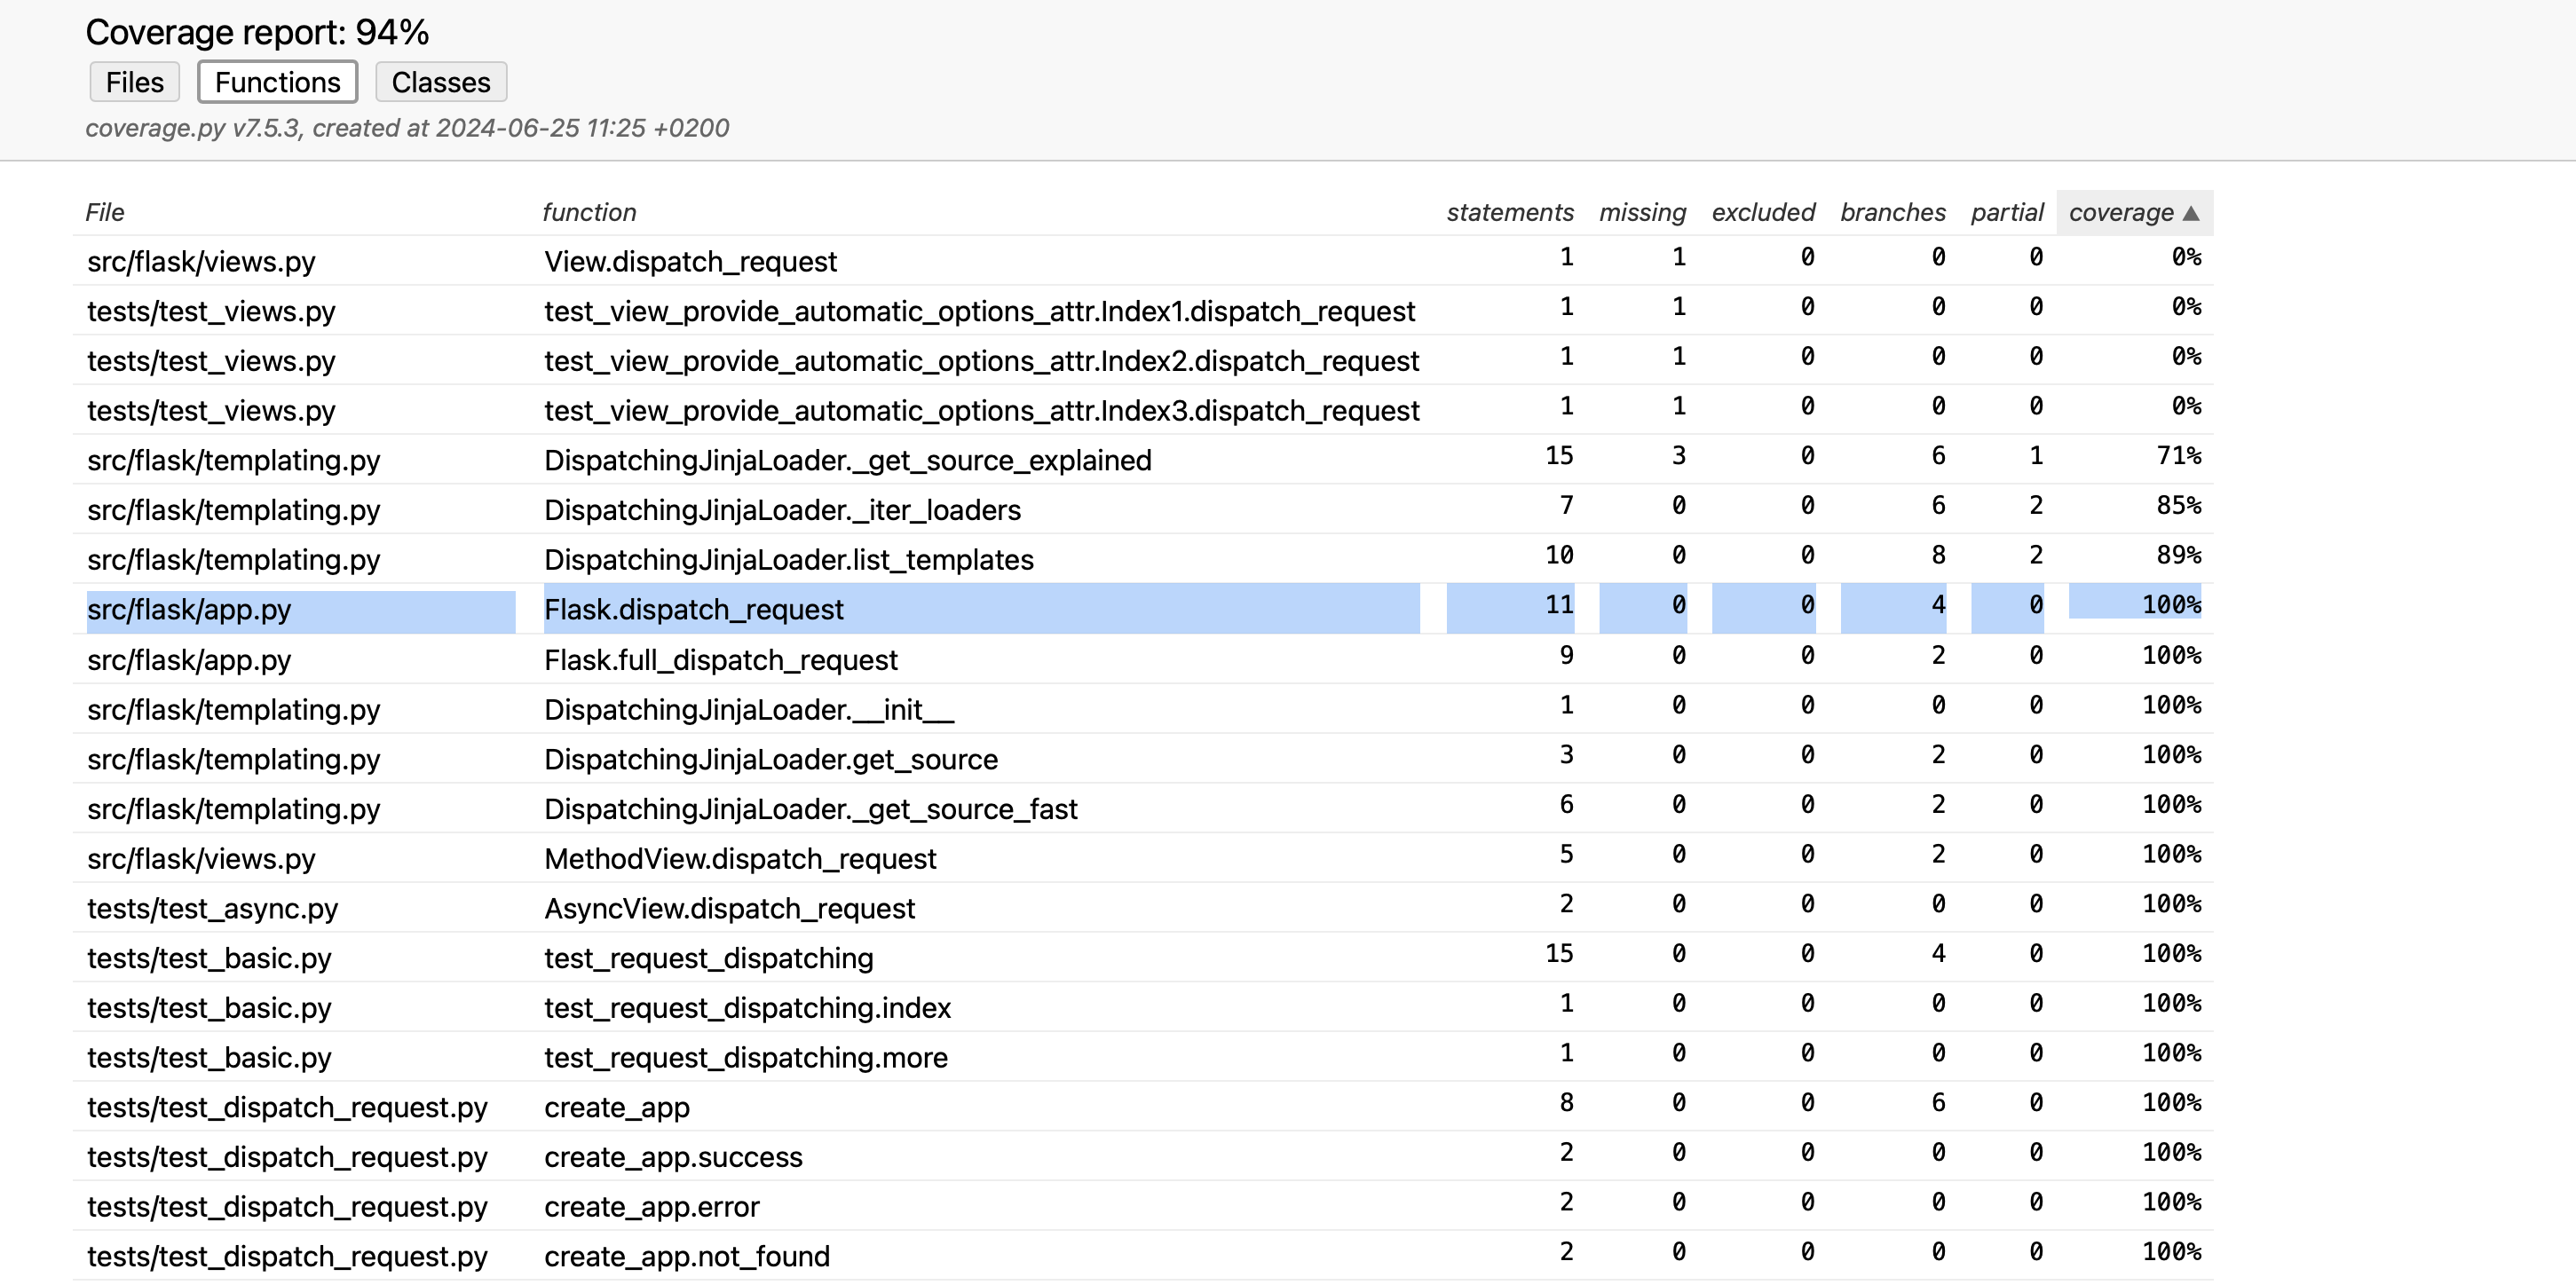 Coverage report: 94%
Files Functions Classes
coverage.py v7.5.3, created at 2024-06-25 11:25 +0200
File function statements missing excluded branches partial coverage ▲
src/flask/views.py View.dispatch_request 1 1 0 0 0 0%
tests/test_views.py test_view_provide_automatic_options_attr.Index1.dispatch_request 1 1 0 0 0 0%
tests/test_views.py test_view_provide_automatic_options_attr.Index2.dispatch_request 1 1 0 0 0 0%
tests/test_views.py test_view_provide_automatic_options_attr.Index3.dispatch_request 1 1 0 0 0 0%
src/flask/templating.py DispatchingJinjaLoader._get_source_explained 15 3 0 6 1 71%
src/flask/templating.py DispatchingJinjaLoader._iter_loaders 7 0 0 6 2 85%
src/flask/templating.py DispatchingJinjaLoader.list_templates 10 0 0 8 2 89%
src/flask/app.py Flask.dispatch_request 11 0 0 4 0 100%
src/flask/app.py Flask.full_dispatch_request 9 0 0 2 0 100%
src/flask/templating.py DispatchingJinjaLoader.__init__ 1 0 0 0 0 100%
src/flask/templating.py DispatchingJinjaLoader.get_source 3 0 0 2 0 100%
src/flask/templating.py DispatchingJinjaLoader._get_source_fast 6 0 0 2 0 100%
src/flask/views.py MethodView.dispatch_request 5 0 0 2 0 100%
tests/test_async.py AsyncView.dispatch_request 2 0 0 0 0 100%
tests/test_basic.py test_request_dispatching 15 0 0 4 0 100%
tests/test_basic.py test_request_dispatching.index 1 0 0 0 0 100%
tests/test_basic.py test_request_dispatching.more 1 0 0 0 0 100%
tests/test_dispatch_request.py create_app 8 0 0 6 0 100%
tests/test_dispatch_request.py create_app.success 2 0 0 0 0 100%
tests/test_dispatch_request.py create_app.error 2 0 0 0 0 100%
tests/test_dispatch_request.py create_app.not_found 2 0 0 0 0 100%